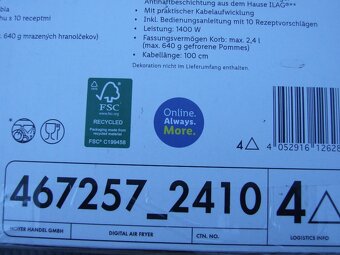 Antihaftbeschichtung aus dem Hause ILAG®**
• Mit praktischer Kabelaufwicklung
• Inkl. Bedienungsanleitung mit 10 Rezeptvorschlägen
• Leistung: 1400 W
• Fassungsvermögen Korb: max. 2,4 l
(max. 640 g gefrorene Pommes)
• Kabellänge: 100 cm
Dekoration nicht im Lieferumfang enthalten.
hu s 10 receptmi
640 g mrazených hranolčekov)
FSC
www.fsc.org
RECYCLED
Packaging made from
recycled material
FSC® C199458
Online.
Always.
More.
4
4 052916 12628
467257_2410
4
HOFER HANDEL GMBH
DIGITAL AIR FRYER
CTN. NO.
LOGISTICS INFO